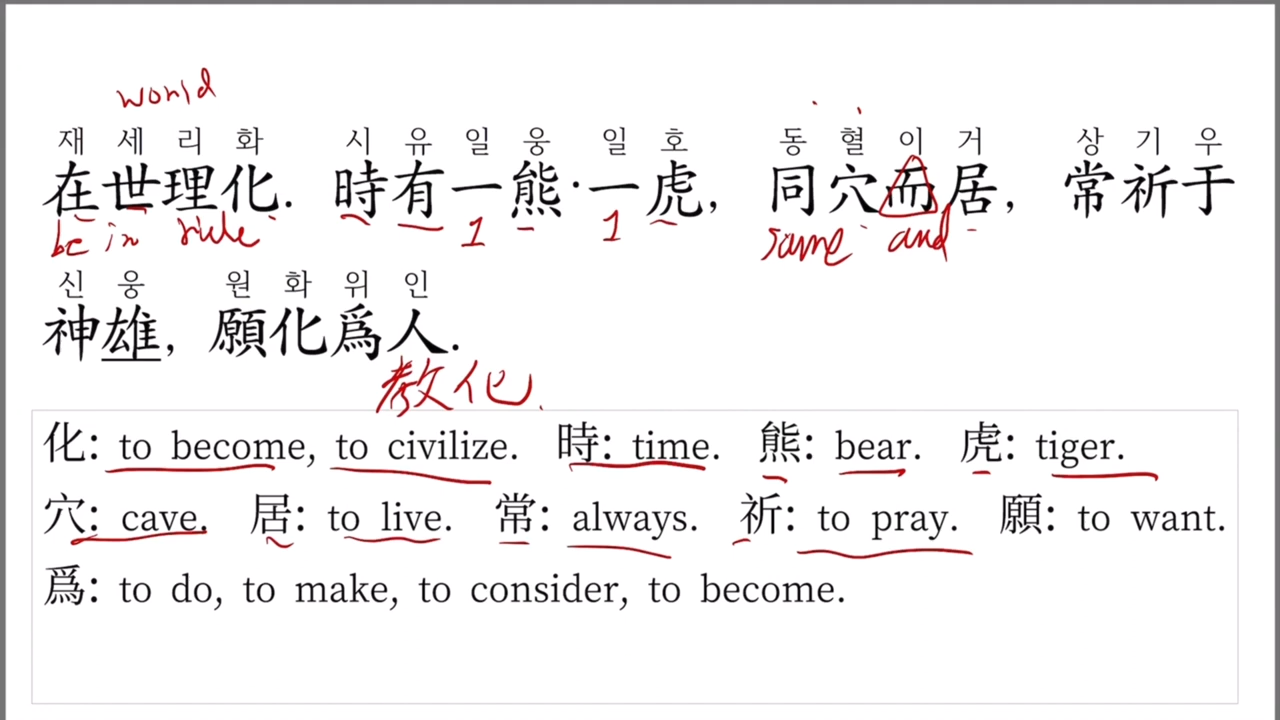 world
재 세 리 화 시 유 일 웅 일 호 동 혈 이 거 상 기 우
在世理化. 時有一熊·一虎, 同穴而居, 常祈于
be in rule 1 1 same and
신 웅 원 화 위 인
神雄, 願化爲人.
敎化.
化: to become, to civilize. 時: time. 熊: bear. 虎: tiger.
穴: cave. 居: to live. 常: always. 祈: to pray. 願: to want.
爲: to do, to make, to consider, to become.